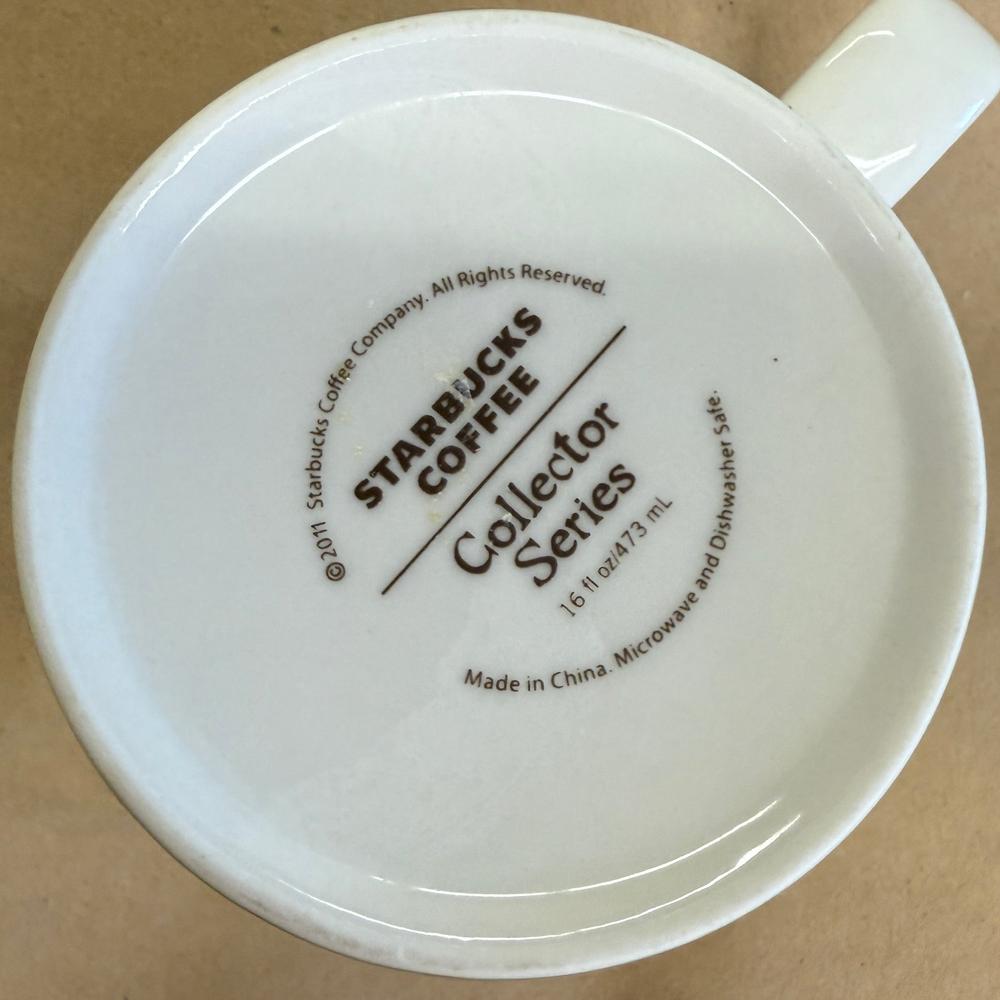 ©2011 Starbucks Coffee Company. All Rights Reserved.
STARBUCKS
COFFEE
Collector
Series
16 fl oz/473 mL
Made in China. Microwave and Dishwasher Safe.